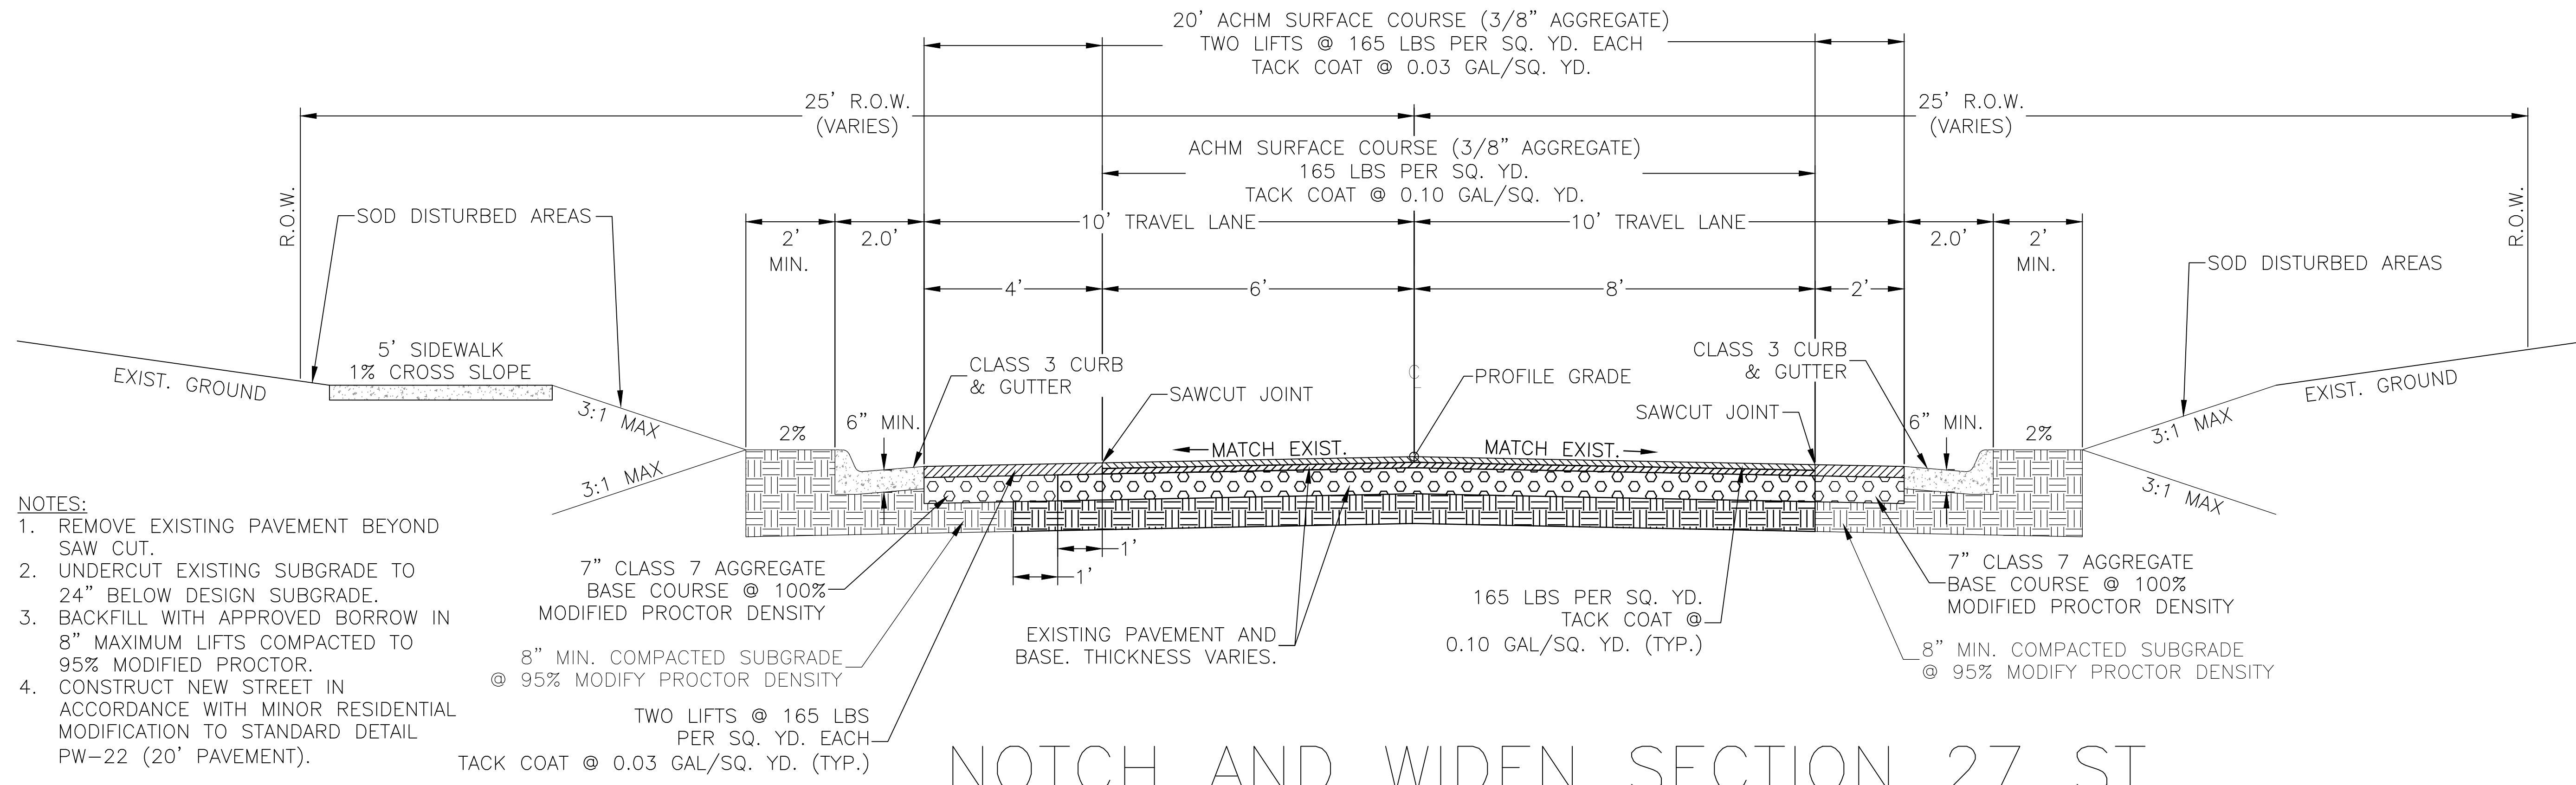 20' ACHM SURFACE COURSE (3/8" AGGREGATE)
TWO LIFTS @ 165 LBS PER SQ. YD. EACH
TACK COAT @ 0.03 GAL/SQ. YD.
25' R.O.W.
(VARIES)
25' R.O.W.
(VARIES)
ACHM SURFACE COURSE (3/8" AGGREGATE)
165 LBS PER SQ. YD.
TACK COAT @ 0.10 GAL/SQ. YD.
R.O.W.
R.O.W.
SOD DISTURBED AREAS
2'
MIN.
2.0'
10' TRAVEL LANE
10' TRAVEL LANE
2.0'
2'
MIN.
SOD DISTURBED AREAS
4'
6'
8'
2'
5' SIDEWALK
1% CROSS SLOPE
EXIST. GROUND
3:1 MAX
3:1 MAX
2%
6" MIN.
CLASS 3 CURB
& GUTTER
SAWCUT JOINT
C
L
PROFILE GRADE
CLASS 3 CURB
& GUTTER
SAWCUT JOINT
MATCH EXIST.
MATCH EXIST.
6" MIN.
2%
3:1 MAX
3:1 MAX
EXIST. GROUND
NOTES:
1. REMOVE EXISTING PAVEMENT BEYOND
SAW CUT.
2. UNDERCUT EXISTING SUBGRADE TO
24" BELOW DESIGN SUBGRADE.
3. BACKFILL WITH APPROVED BORROW IN
8" MAXIMUM LIFTS COMPACTED TO
95% MODIFIED PROCTOR.
4. CONSTRUCT NEW STREET IN
ACCORDANCE WITH MINOR RESIDENTIAL
MODIFICATION TO STANDARD DETAIL
PW-22 (20' PAVEMENT).
1'
1'
7" CLASS 7 AGGREGATE
BASE COURSE @ 100%
MODIFIED PROCTOR DENSITY
8" MIN. COMPACTED SUBGRADE
@ 95% MODIFY PROCTOR DENSITY
TWO LIFTS @ 165 LBS
PER SQ. YD. EACH
TACK COAT @ 0.03 GAL/SQ. YD. (TYP.)
EXISTING PAVEMENT AND
BASE. THICKNESS VARIES.
165 LBS PER SQ. YD.
TACK COAT @
0.10 GAL/SQ. YD. (TYP.)
7" CLASS 7 AGGREGATE
BASE COURSE @ 100%
MODIFIED PROCTOR DENSITY
8" MIN. COMPACTED SUBGRADE
@ 95% MODIFY PROCTOR DENSITY
NOTCH AND WIDEN SECTION 27 ST